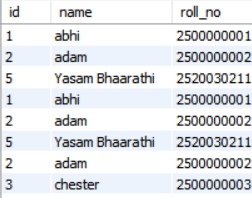 id name roll_no
1 abhi 2500000001
2 adam 2500000002
5 Yasam Bhaarathi 2520030211
1 abhi 2500000001
2 adam 2500000002
5 Yasam Bhaarathi 2520030211
2 adam 2500000002
3 chester 2500000003